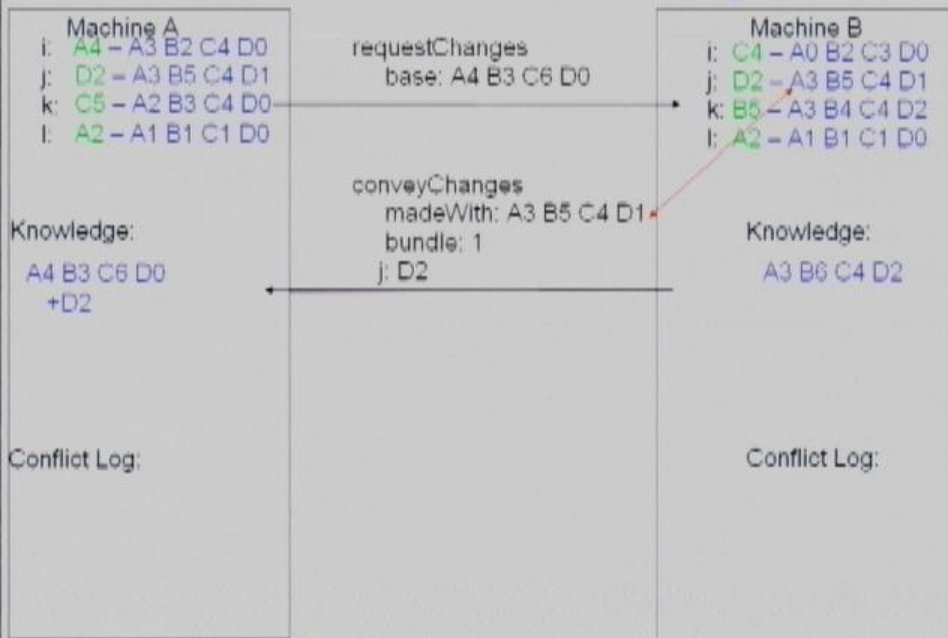 Machine A
i: A4 – A3 B2 C4 D0
j: D2 – A3 B5 C4 D1
k: C5 – A2 B3 C4 D0
l: A2 – A1 B1 C1 D0
Knowledge:
A4 B3 C6 D0
+D2
Conflict Log:
requestChanges
base: A4 B3 C6 D0
conveyChanges
madeWith: A3 B5 C4 D1
bundle: 1
j: D2
Machine B
i: C4 – A0 B2 C3 D0
j: D2 – A3 B5 C4 D1
k: B5 – A3 B4 C4 D2
l: A2 – A1 B1 C1 D0
Knowledge:
A3 B6 C4 D2
Conflict Log: